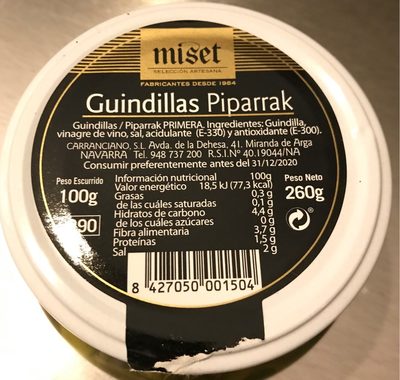 miset
SELECCIÓN ARTESANA
FABRICANTES DESDE 1984
Guindillas Piparrak
Guindillas / Piparrak PRIMERA. Ingredientes: Guindilla,
vinagre de vino, sal, acidulante (E-330) y antioxidante (E-300).
CARRANCIANO, S.L. Avda. de la Dehesa, 41. Miranda de Arga
NAVARRA Tel. 948 737 200 R.S.I.Nº 40.19044/NA
Consumir preferentemente antes del 31/12/2020
Peso Escurrido
100g
90
Información nutricional 100g
Valor energético 18,5 kJ (77,3 kcal)
Grasas 0,3 g
de las cuáles saturadas 0,1 g
Hidratos de carbono 4,4 g
de los cuáles azúcares 0 g
Fibra alimentaria 3,7 g
Proteínas 1,5 g
Sal 2 g
Peso Neto
260g
8 427050 001504